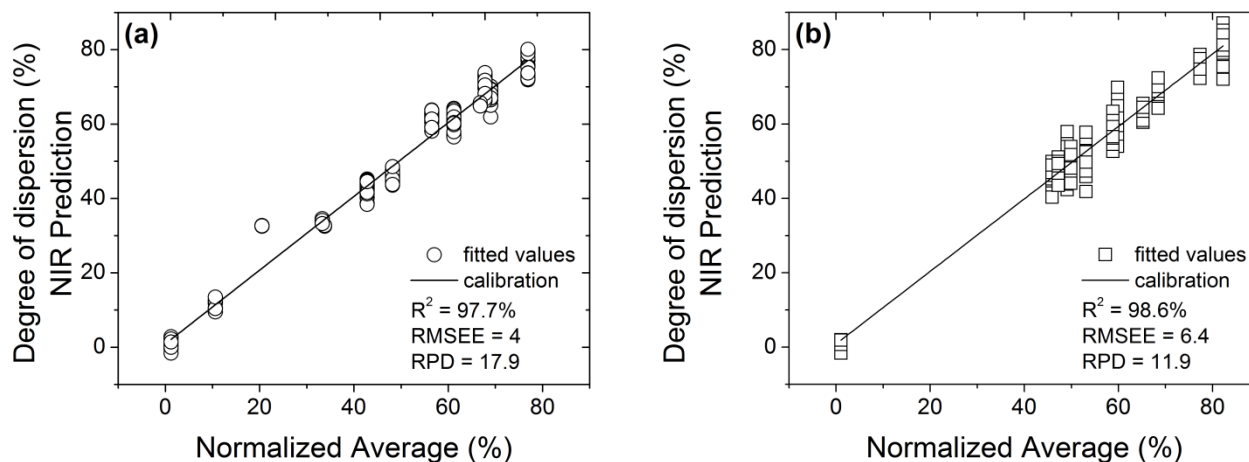 (a)
Degree of dispersion (%)
NIR Prediction
80
60
40
20
0
fitted values
calibration
R² = 97.7%
RMSEE = 4
RPD = 17.9
0 20 40 60 80
Normalized Average (%)
(b)
Degree of dispersion (%)
NIR Prediction
80
60
40
20
0
fitted values
calibration
R² = 98.6%
RMSEE = 6.4
RPD = 11.9
0 20 40 60 80
Normalized Average (%)